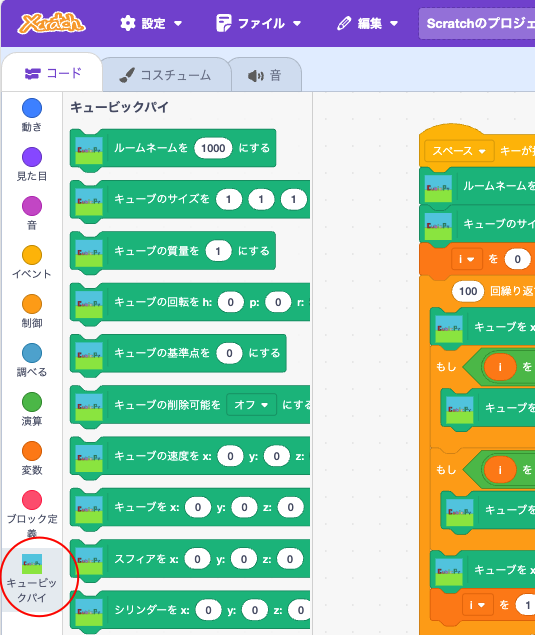 Xcratch
設定
ファイル
編集
Scratchのプロジェ
コード
コスチューム
音
動き
見た目
音
イベント
制御
調べる
演算
変数
ブロック定
義
キュービッ
クパイ
キュービックパイ
ルームネームを 1000 にする
キューブのサイズを 1 1 1
キューブの質量を 1 にする
キューブの回転を h: 0 p: 0 r:
キューブの基準点を 0 にする
キューブの削除可能を オフ にする
キューブの速度を x: 0 y: 0 z:
キューブを x: 0 y: 0 z: 0
スフィアを x: 0 y: 0 z: 0
シリンダーを x: 0 y: 0 z: 0
スペース キーが
ルームネームを
キューブのサイ
i を 0
100 回繰り返す
キューブを x
もし i を
キューブを
もし i を
キューブを
キューブを x
i を 1